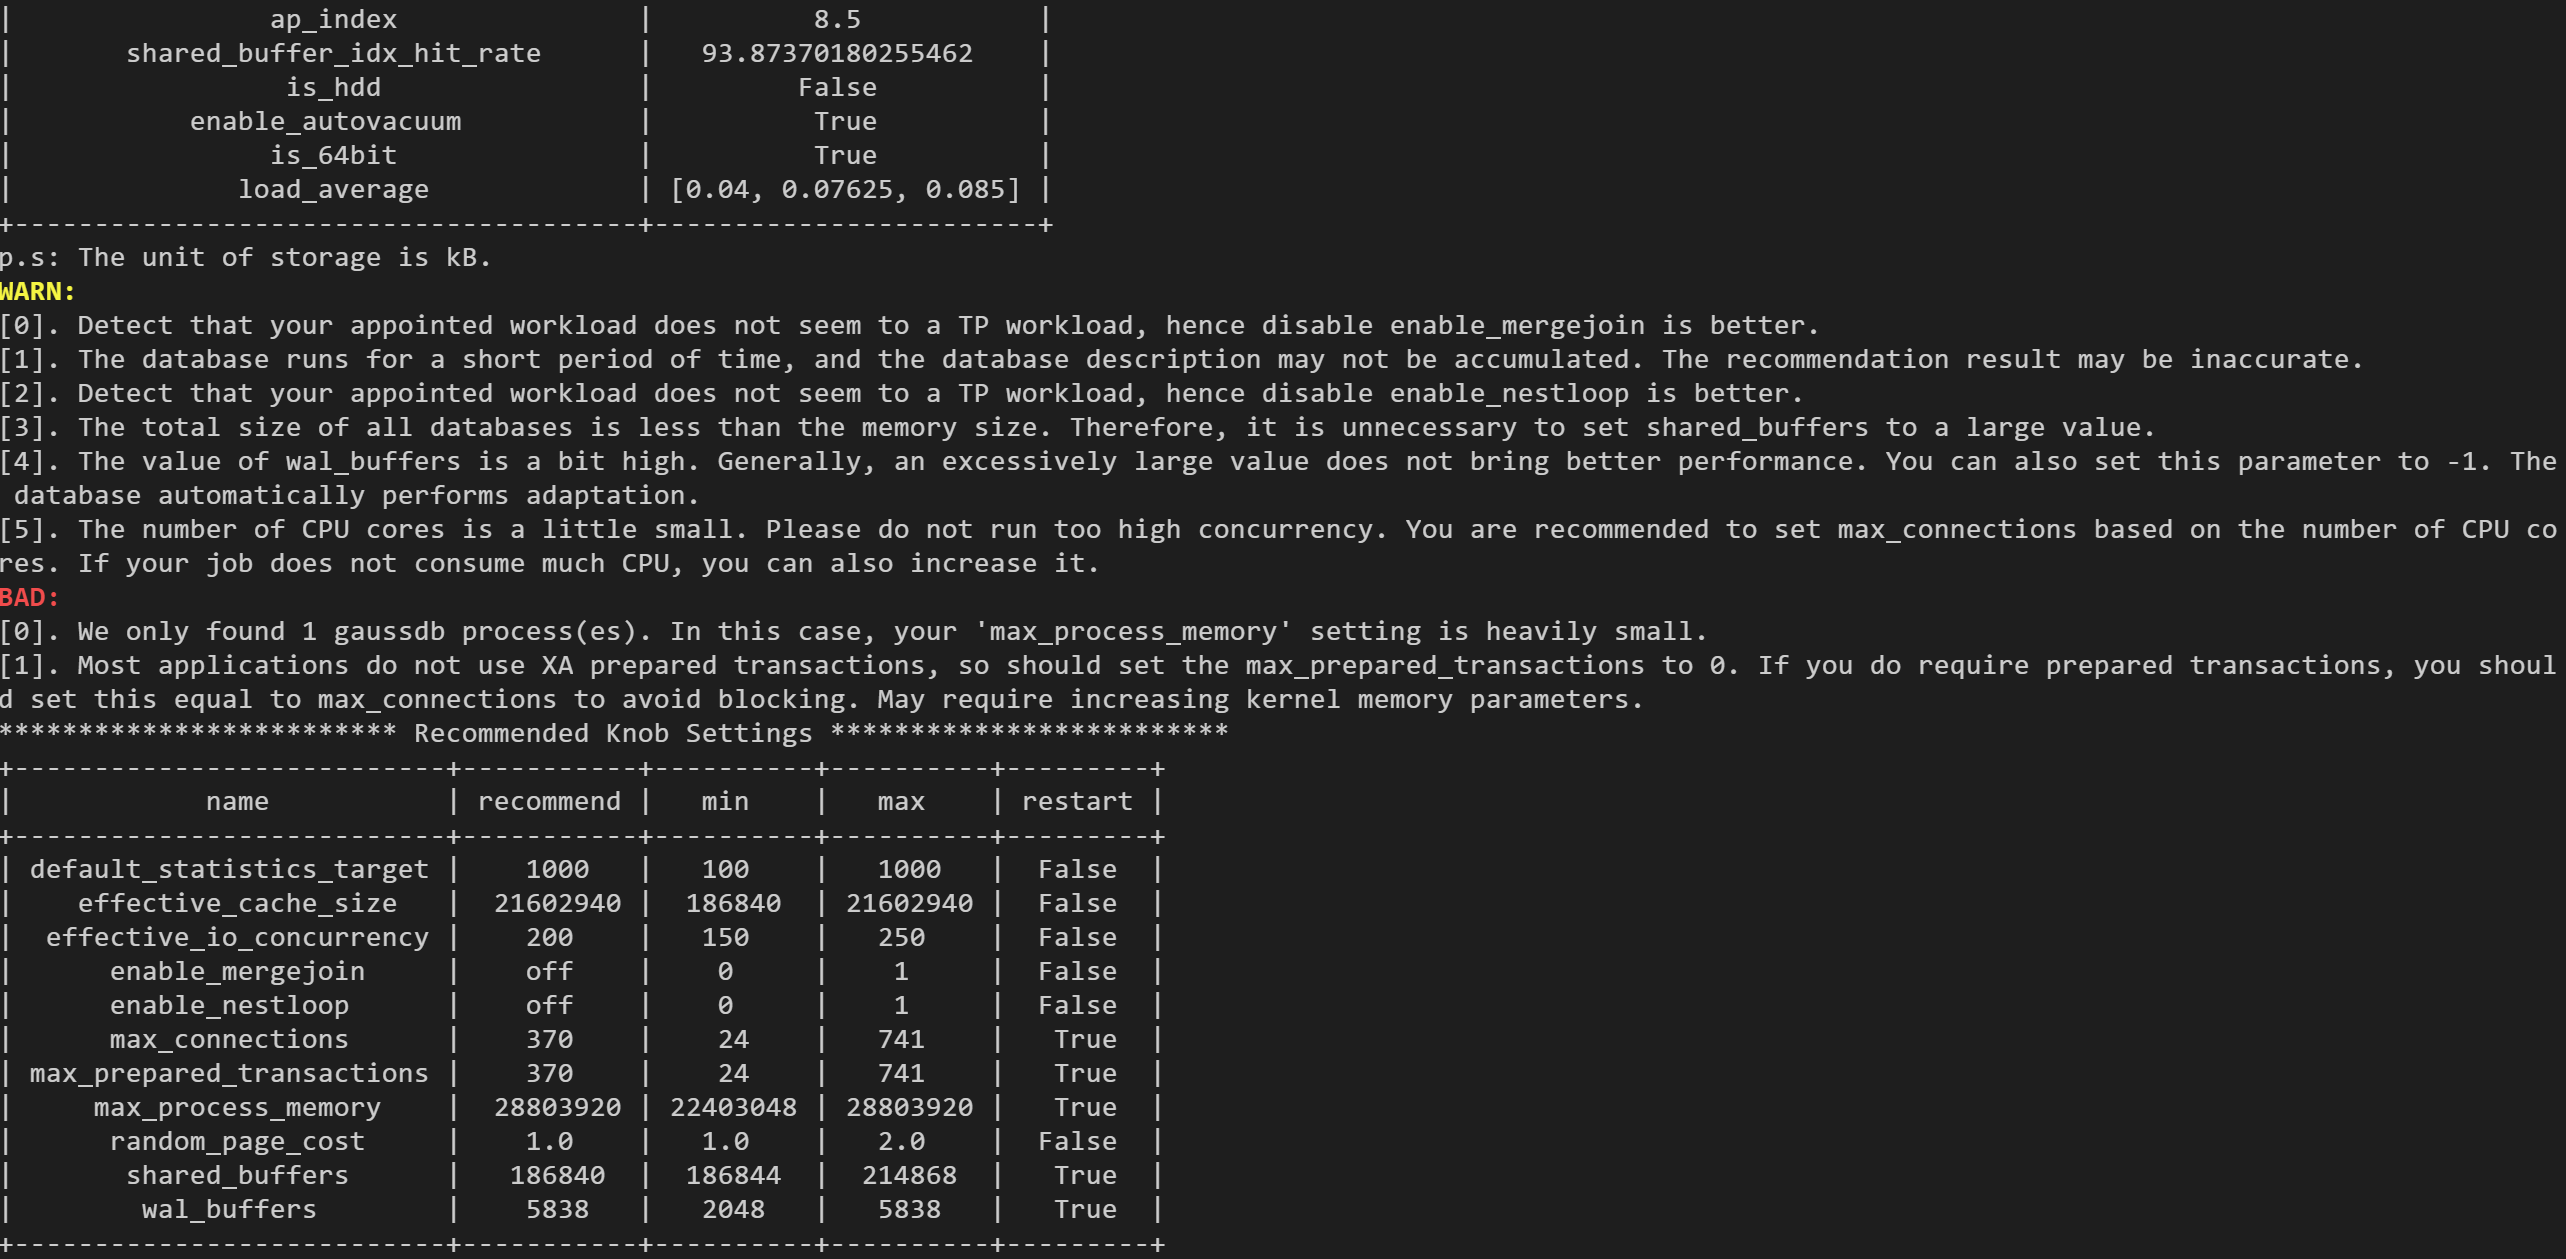 |                ap_index               |          8.5           |
|       shared_buffer_idx_hit_rate      |   93.87370180255462    |
|                 is_hdd                |         False          |
|           enable_autovacuum           |          True          |
|                is_64bit               |          True          |
|              load_average             | [0.04, 0.07625, 0.085] |
+---------------------------------------+------------------------+
p.s: The unit of storage is kB.
WARN:
[0]. Detect that your appointed workload does not seem to a TP workload, hence disable enable_mergejoin is better.
[1]. The database runs for a short period of time, and the database description may not be accumulated. The recommendation result may be inaccurate.
[2]. Detect that your appointed workload does not seem to a TP workload, hence disable enable_nestloop is better.
[3]. The total size of all databases is less than the memory size. Therefore, it is unnecessary to set shared_buffers to a large value.
[4]. The value of wal_buffers is a bit high. Generally, an excessively large value does not bring better performance. You can also set this parameter to -1. The
 database automatically performs adaptation.
[5]. The number of CPU cores is a little small. Please do not run too high concurrency. You are recommended to set max_connections based on the number of CPU co
res. If your job does not consume much CPU, you can also increase it.
BAD:
[0]. We only found 1 gaussdb process(es). In this case, your 'max_process_memory' setting is heavily small.
[1]. Most applications do not use XA prepared transactions, so should set the max_prepared_transactions to 0. If you do require prepared transactions, you shoul
d set this equal to max_connections to avoid blocking. May require increasing kernel memory parameters.
************************* Recommended Knob Settings *************************
+---------------------------+-----------+----------+----------+---------+
|            name           | recommend |   min    |   max    | restart |
+---------------------------+-----------+----------+----------+---------+
| default_statistics_target |    1000   |   100    |   1000   |  False  |
|    effective_cache_size   |  21602940 |  186840  | 21602940 |  False  |
|  effective_io_concurrency |    200    |   150    |   250    |  False  |
|      enable_mergejoin     |    off    |    0     |    1     |  False  |
|      enable_nestloop      |    off    |    0     |    1     |  False  |
|      max_connections      |    370    |    24    |   741    |   True  |
| max_prepared_transactions |    370    |    24    |   741    |   True  |
|     max_process_memory    |  28803920 | 22403048 | 28803920 |   True  |
|      random_page_cost     |    1.0    |   1.0    |   2.0    |  False  |
|       shared_buffers      |   186840  |  186844  |  214868  |   True  |
|        wal_buffers        |    5838   |   2048   |   5838   |   True  |
+---------------------------+-----------+----------+----------+---------+